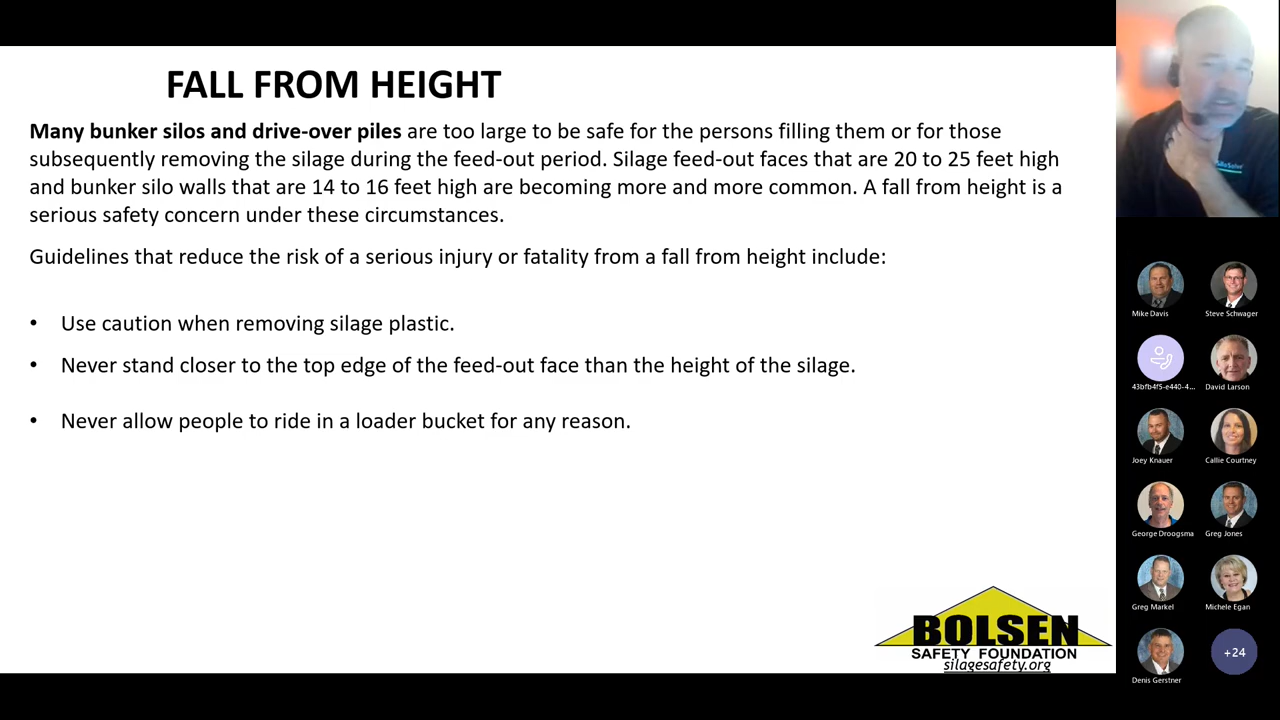 FALL FROM HEIGHT
Many bunker silos and drive-over piles are too large to be safe for the persons filling them or for those
subsequently removing the silage during the feed-out period. Silage feed-out faces that are 20 to 25 feet high
and bunker silo walls that are 14 to 16 feet high are becoming more and more common. A fall from height is a
serious safety concern under these circumstances.
Guidelines that reduce the risk of a serious injury or fatality from a fall from height include:
• Use caution when removing silage plastic.
• Never stand closer to the top edge of the feed-out face than the height of the silage.
• Never allow people to ride in a loader bucket for any reason.
BOLSEN
SAFETY FOUNDATION
silagesafety.org
Mike Davis
Steve Schwager
43bfb4f5-e440-4...
David Larson
Joey Knauer
Callie Courtney
George Droogsma
Greg Jones
Greg Markel
Michele Egan
Denis Gerstner
+24